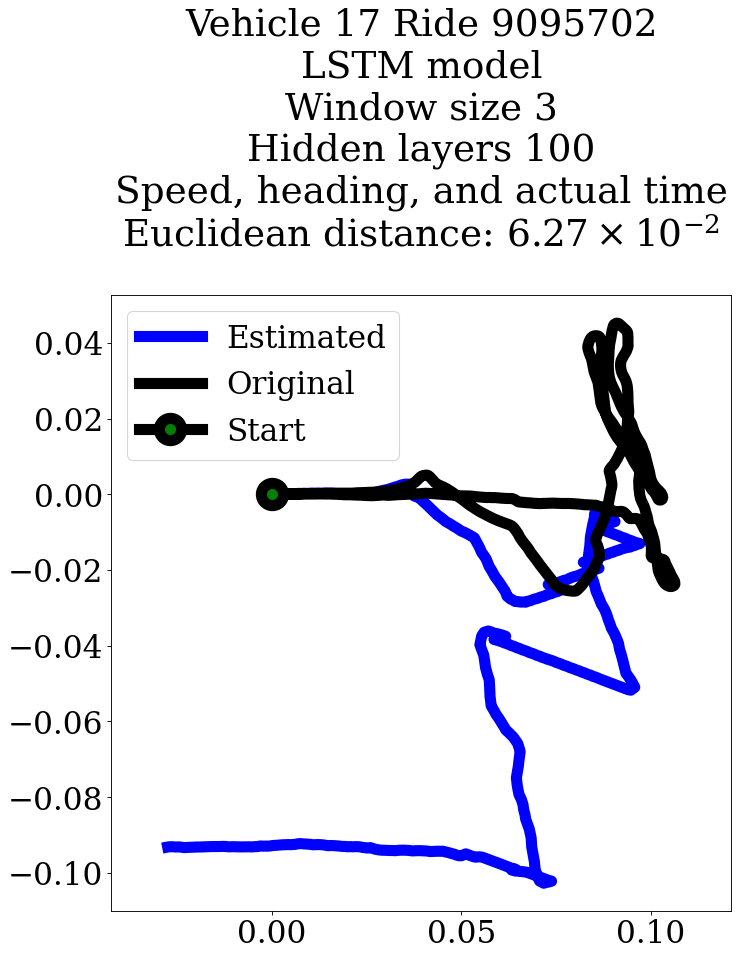 Vehicle 17 Ride 9095702
LSTM model
Window size 3
Hidden layers 100
Speed, heading, and actual time
Euclidean distance: 6.27 × 10⁻²
Estimated
Original
Start
0.04
0.02
0.00
−0.02
−0.04
−0.06
−0.08
−0.10
0.00 0.05 0.10